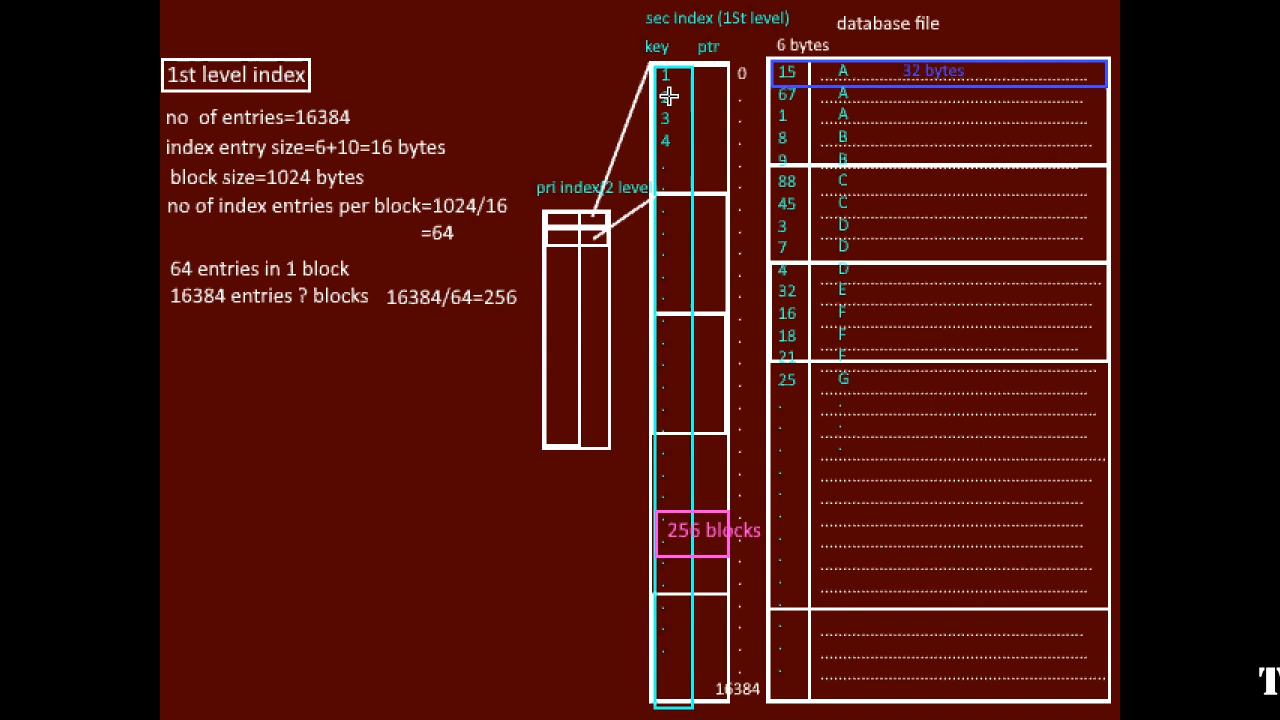 sec index (1St level)
database file
key ptr
6 bytes
1st level index
no of entries=16384
index entry size=6+10=16 bytes
block size=1024 bytes
no of index entries per block=1024/16
=64
64 entries in 1 block
16384 entries ? blocks 16384/64=256
pri index
2 level
1
3
4
256 blocks
0
16384
15 A 32 bytes
67 A
1 A
8 B
9 B
88 C
45 C
3 D
7 D
4 D
32 E
16 F
18 F
21 F
25 G